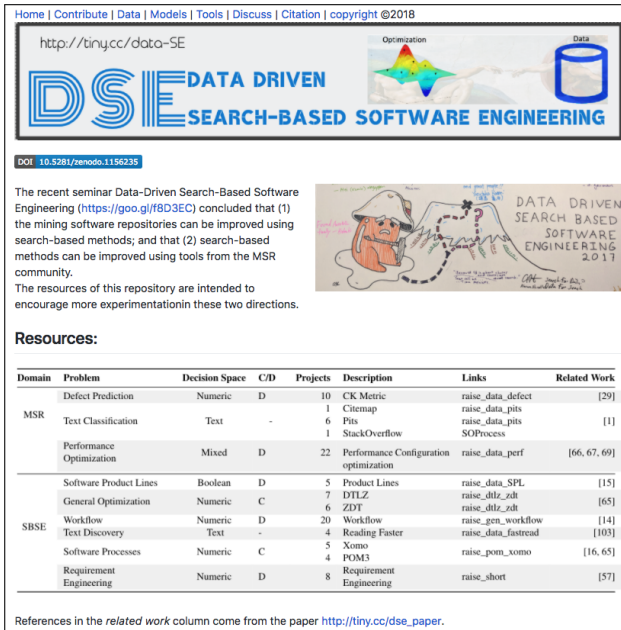 Home | Contribute | Data | Models | Tools | Discuss | Citation | copyright ©2018
http://tiny.cc/data-SE
Optimization
Data
DSE DATA DRIVEN
SEARCH-BASED SOFTWARE ENGINEERING
DOI 10.5281/zenodo.1156235
The recent seminar Data-Driven Search-Based Software
Engineering (https://goo.gl/f8D3EC) concluded that (1)
the mining software repositories can be improved using
search-based methods; and that (2) search-based
methods can be improved using tools from the MSR
community.
The resources of this repository are intended to
encourage more experimentationin these two directions.
DATA DRIVEN
SEARCH BASED
SOFTWARE
ENGINEERING
2017
Resources:
Domain Problem Decision Space C/D Projects Description Links Related Work
MSR
Defect Prediction Numeric D 10 CK Metric raise_data_defect [29]
1 Citemap raise_data_pits
Text Classification Text - 6 Pits raise_data_pits [1]
1 StackOverflow SOProcess
Performance
Optimization Mixed D 22 Performance Configuration raise_data_perf [66, 67, 69]
optimization
SBSE
Software Product Lines Boolean D 5 Product Lines raise_data_SPL [15]
General Optimization Numeric C 7 DTLZ raise_dtlz_zdt [65]
6 ZDT raise_dtlz_zdt
Workflow Numeric D 20 Workflow raise_gen_workflow [14]
Text Discovery Text - 4 Reading Faster raise_data_fastread [103]
Software Processes Numeric C 5 Xomo raise_pom_xomo [16, 65]
4 POM3
Requirement
Engineering Numeric D 8 Requirement
Engineering raise_short [57]
References in the related work column come from the paper http://tiny.cc/dse_paper.